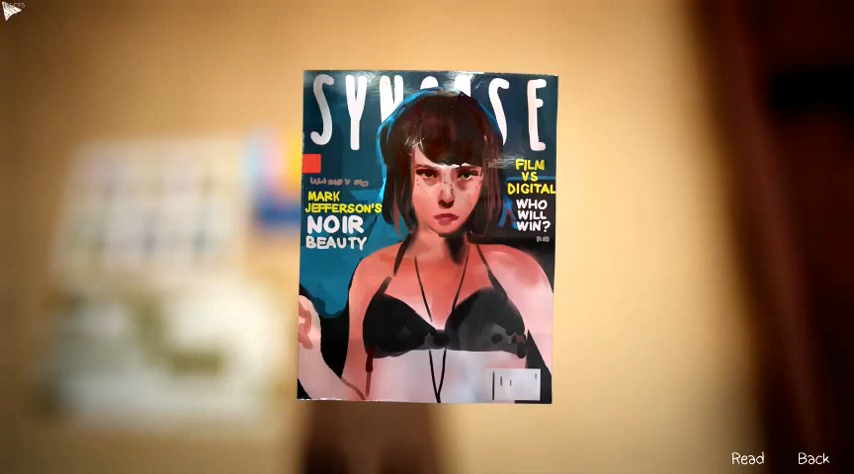 MARK
JEFFERSON'S
NOIR
BEAUTY
FILM
VS
DIGITAL
WHO
WILL
WIN?
Read Back